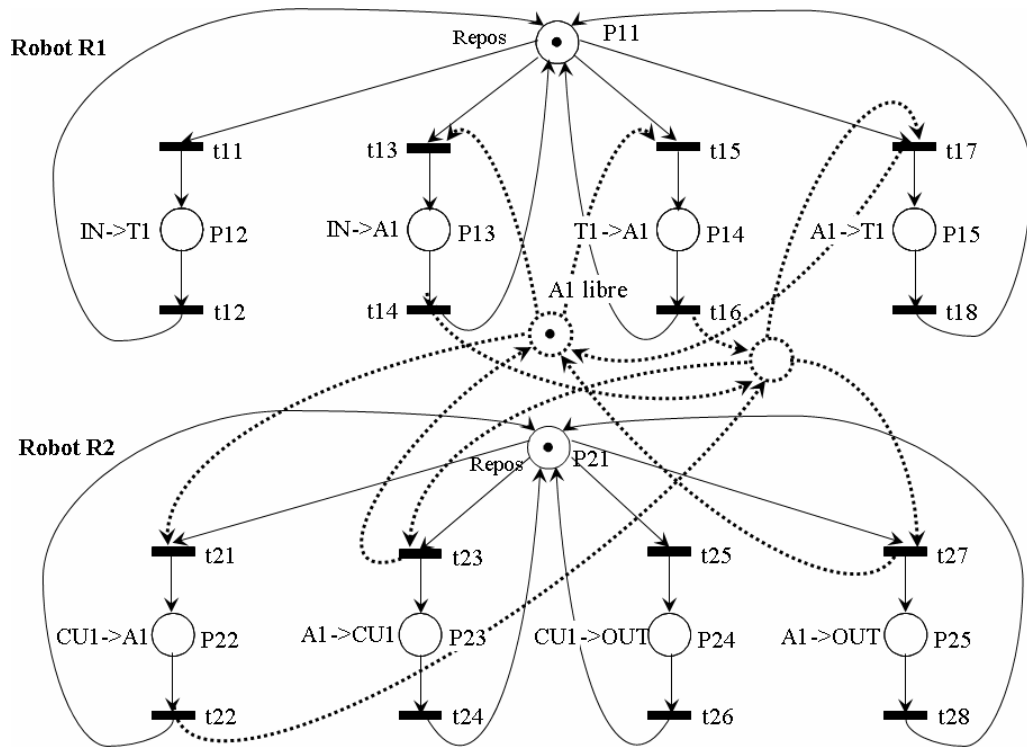 Robot R1
Repos
P11
t11
t13
t15
t17
IN->T1
P12
IN->A1
P13
T1->A1
P14
A1->T1
P15
A1 libre
t12
t14
t16
t18
Robot R2
Repos
P21
t21
t23
t25
t27
CU1->A1
P22
A1->CU1
P23
CU1->OUT
P24
A1->OUT
P25
t22
t24
t26
t28